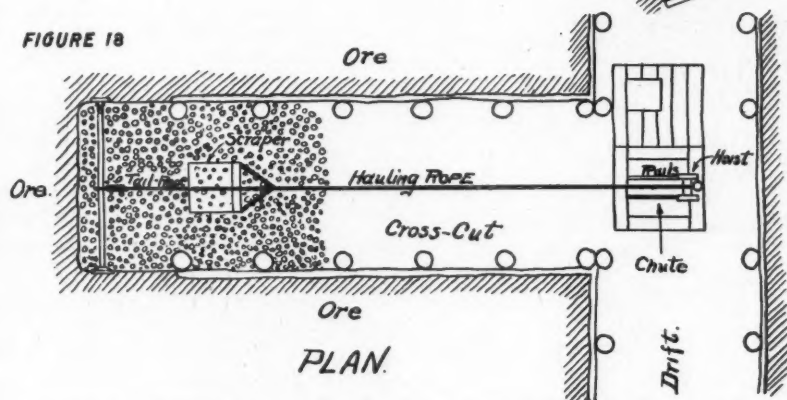 FIGURE 18
Ore
Scraper
Ore.
Tail Rope
Hauling ROPE
Rails
Hoist
Cross-Cut
Chute
Ore
PLAN.
Drift.